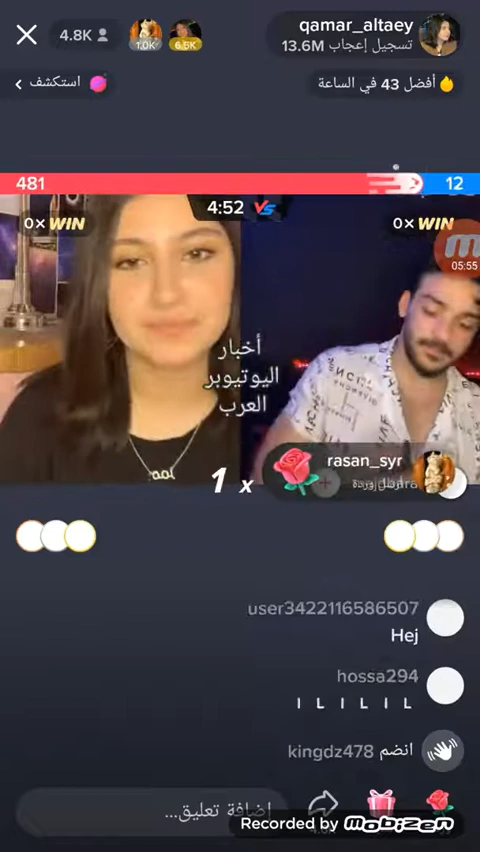 4.8K
1.0K
6.5K
qamar_altaey
13.6M تسجيل إعجاب
استكشف
أفضل 43 في الساعة
481
12
0× WIN
4:52 VS
0× WIN
05:55
أخبار
اليوتيوبر
العرب
rasan_syr
1 x
user3422116586507
Hej
hossa294
I L I L I L
kingdz478 انضم
إضافة تعليق...
Recorded by Mobizen